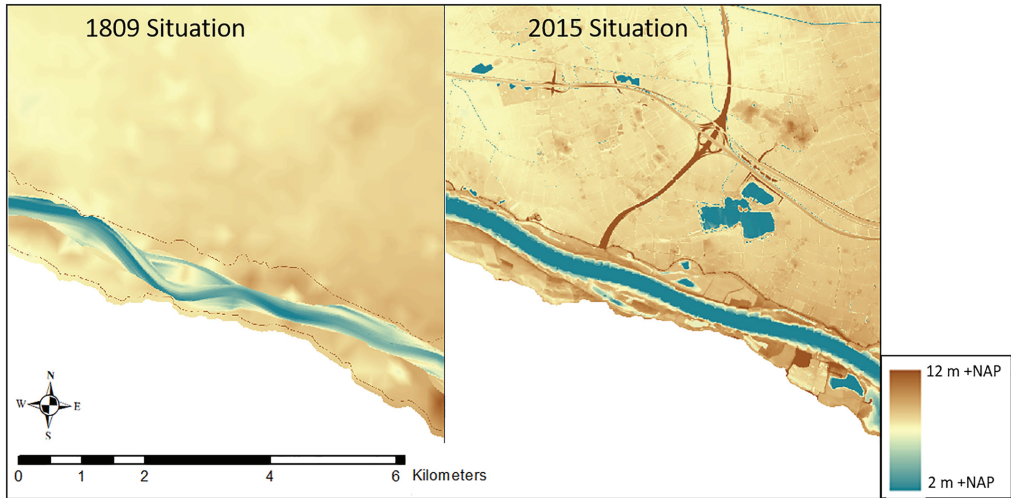 1809 Situation
2015 Situation
N
W
E
S
0
1
2
4
6
Kilometers
12 m +NAP
2 m +NAP